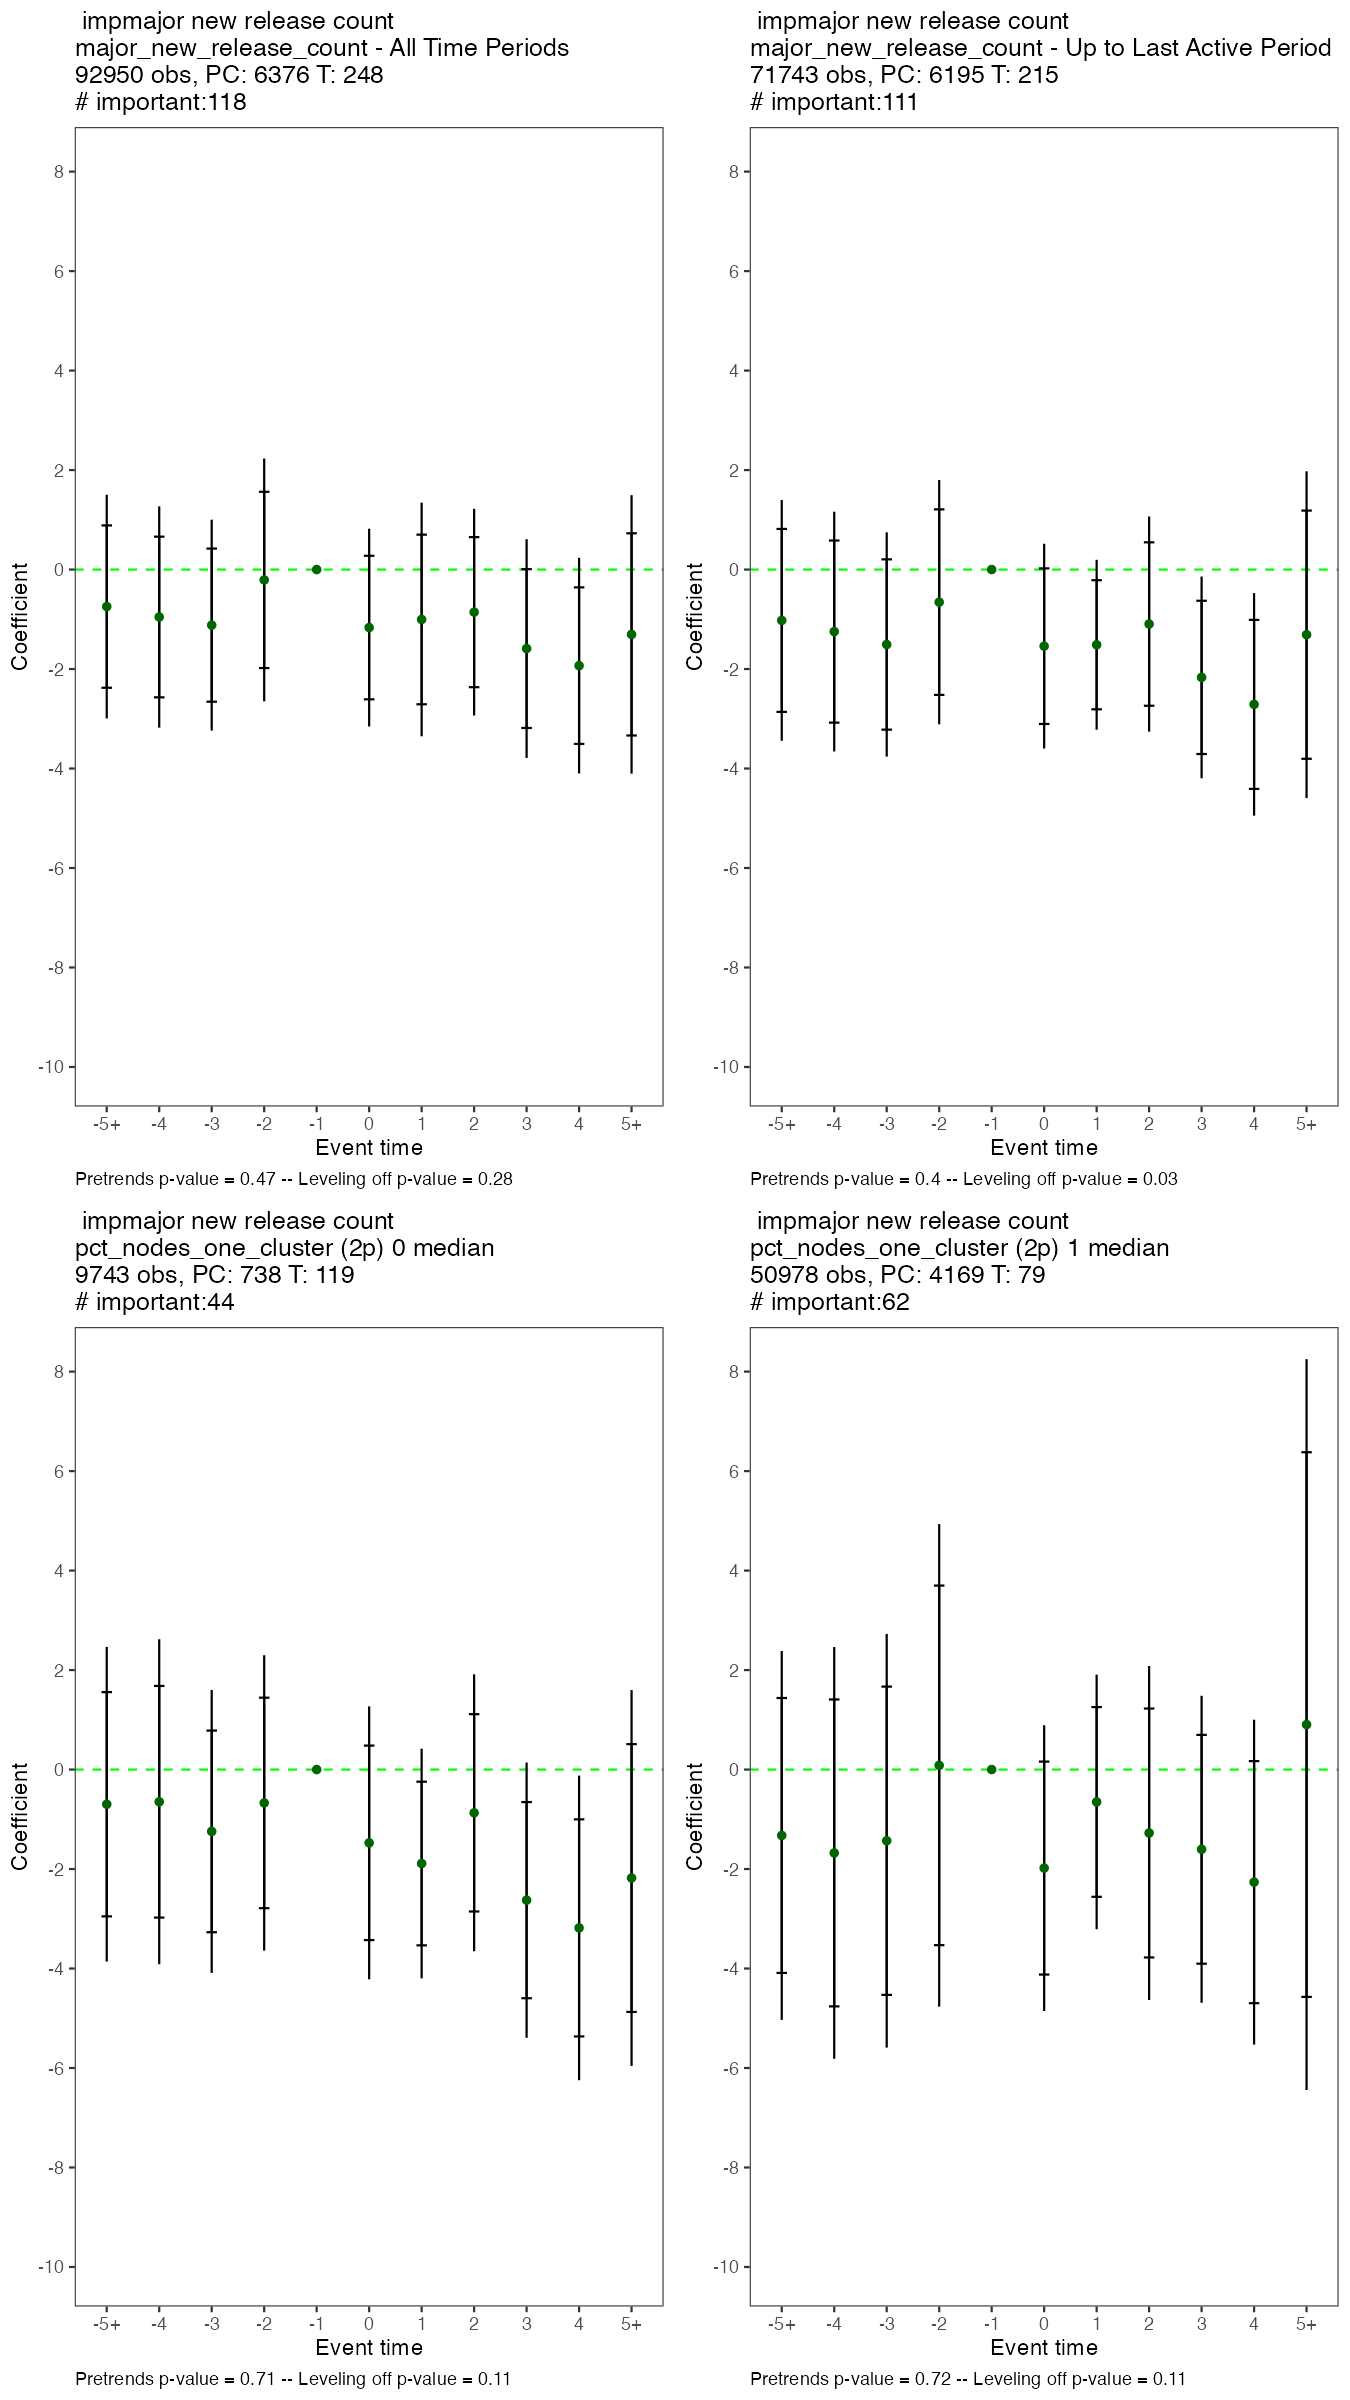 impmajor new release count
major_new_release_count - All Time Periods
92950 obs, PC: 6376 T: 248
# important:118
8
6
4
2
0
-2
-4
-6
-8
-10
Coefficient
-5+ -4 -3 -2 -1 0 1 2 3 4 5+
Event time
Pretrends p-value = 0.47 -- Leveling off p-value = 0.28
impmajor new release count
major_new_release_count - Up to Last Active Period
71743 obs, PC: 6195 T: 215
# important:111
8
6
4
2
0
-2
-4
-6
-8
-10
Coefficient
-5+ -4 -3 -2 -1 0 1 2 3 4 5+
Event time
Pretrends p-value = 0.4 -- Leveling off p-value = 0.03
impmajor new release count
pct_nodes_one_cluster (2p) 0 median
9743 obs, PC: 738 T: 119
# important:44
8
6
4
2
0
-2
-4
-6
-8
-10
Coefficient
-5+ -4 -3 -2 -1 0 1 2 3 4 5+
Event time
Pretrends p-value = 0.71 -- Leveling off p-value = 0.11
impmajor new release count
pct_nodes_one_cluster (2p) 1 median
50978 obs, PC: 4169 T: 79
# important:62
8
6
4
2
0
-2
-4
-6
-8
-10
Coefficient
-5+ -4 -3 -2 -1 0 1 2 3 4 5+
Event time
Pretrends p-value = 0.72 -- Leveling off p-value = 0.11